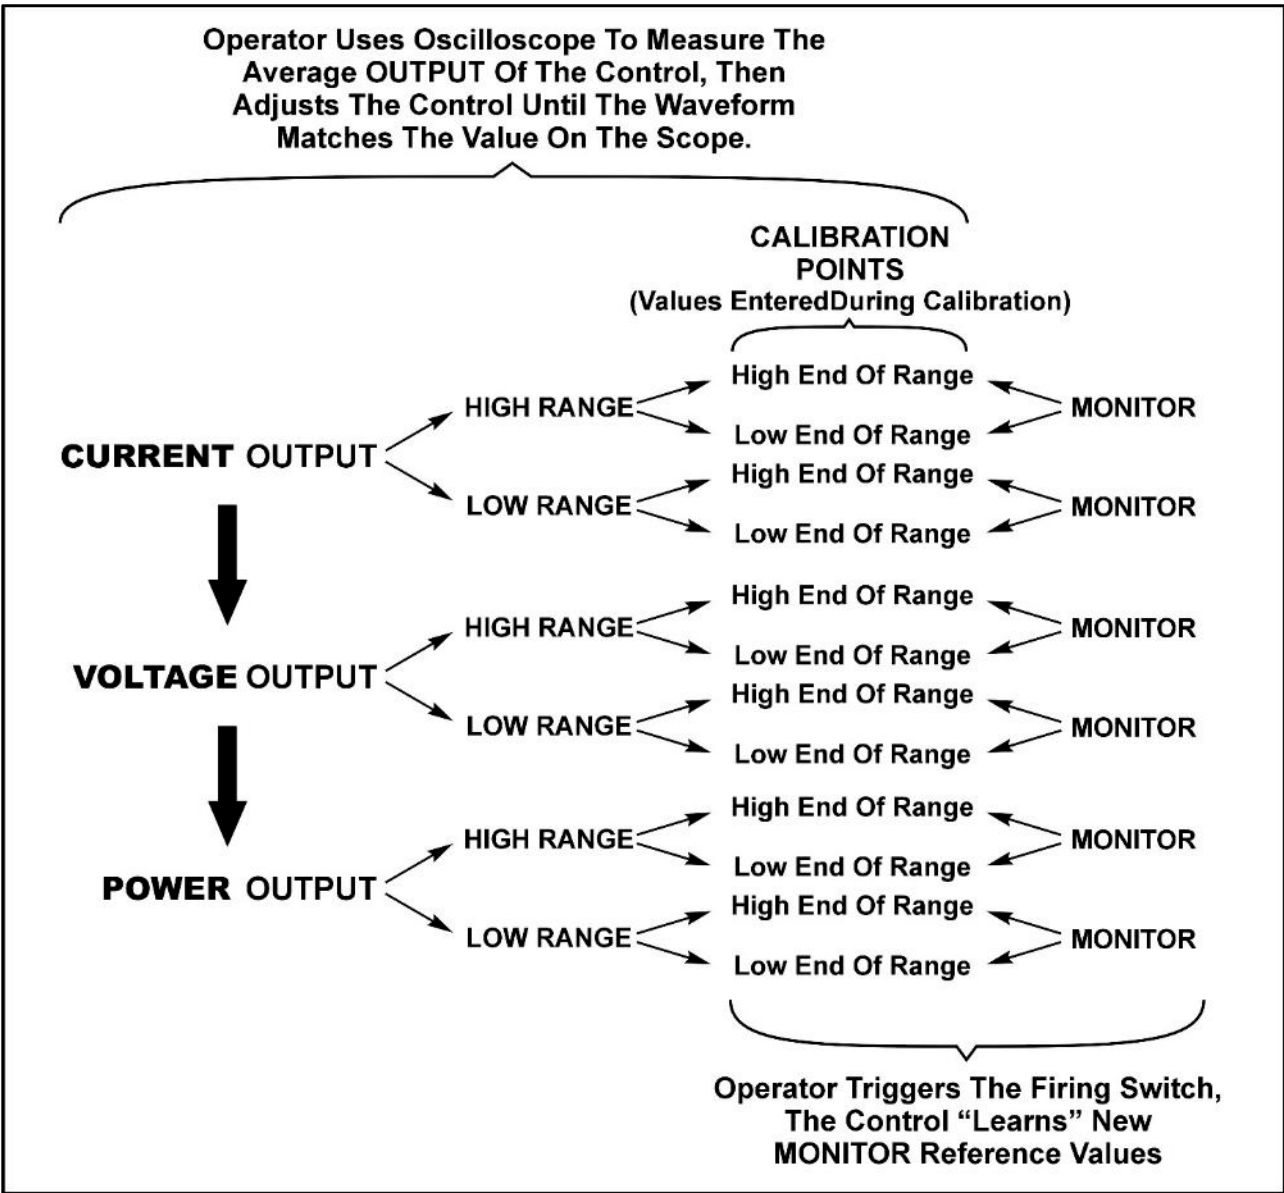 Operator Uses Oscilloscope To Measure The
Average OUTPUT Of The Control, Then
Adjusts The Control Until The Waveform
Matches The Value On The Scope.
CALIBRATION
POINTS
(Values EnteredDuring Calibration)
CURRENT OUTPUT
HIGH RANGE
High End Of Range
Low End Of Range
MONITOR
LOW RANGE
High End Of Range
Low End Of Range
MONITOR
VOLTAGE OUTPUT
HIGH RANGE
High End Of Range
Low End Of Range
MONITOR
LOW RANGE
High End Of Range
Low End Of Range
MONITOR
POWER OUTPUT
HIGH RANGE
High End Of Range
Low End Of Range
MONITOR
LOW RANGE
High End Of Range
Low End Of Range
MONITOR
Operator Triggers The Firing Switch,
The Control “Learns” New
MONITOR Reference Values